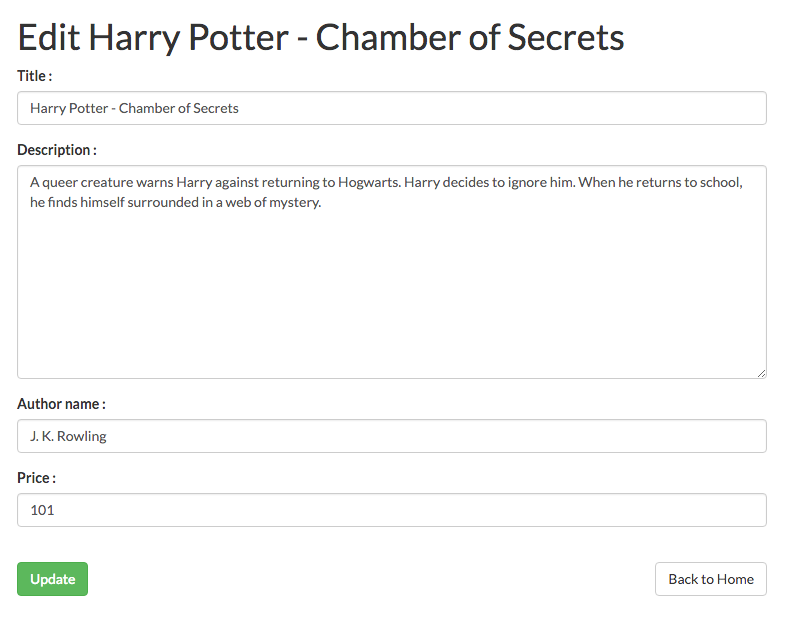 Edit Harry Potter - Chamber of Secrets
Title :
Harry Potter - Chamber of Secrets
Description :
A queer creature warns Harry against returning to Hogwarts. Harry decides to ignore him. When he returns to school,
he finds himself surrounded in a web of mystery.
Author name :
J. K. Rowling
Price :
101
Update
Back to Home